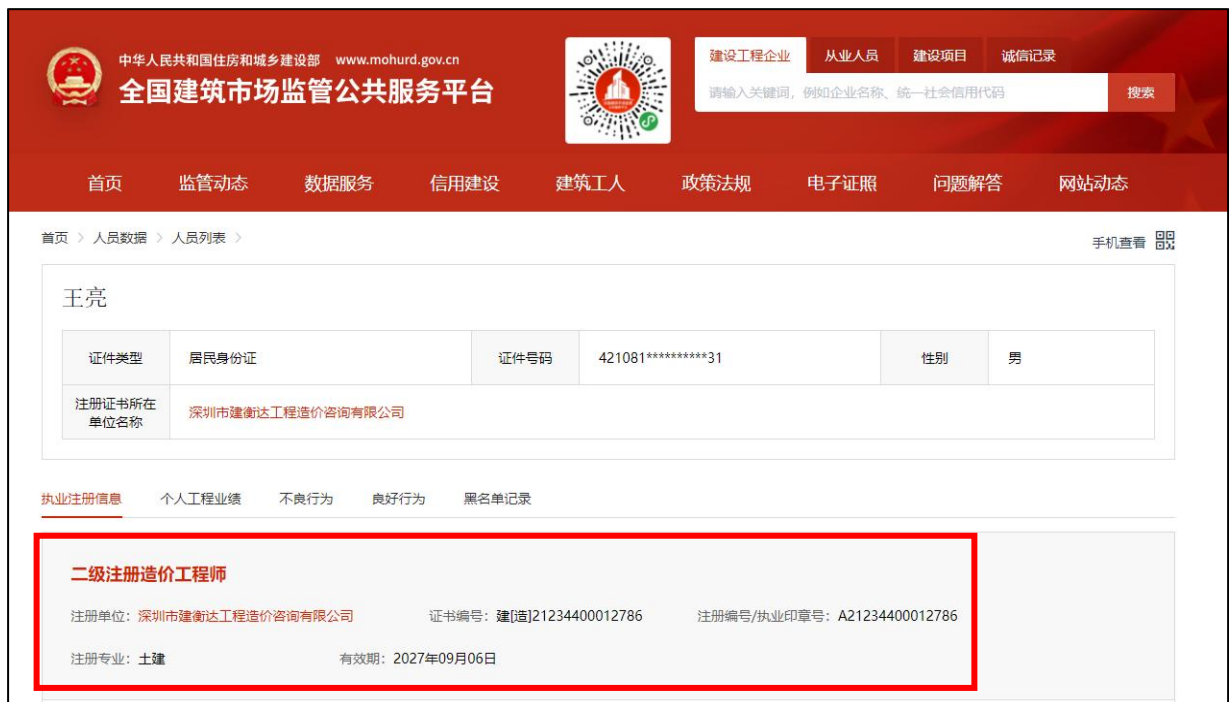 中华人民共和国住房和城乡建设部 www.mohurd.gov.cn
全国建筑市场监管公共服务平台
建设工程企业 从业人员 建设项目 诚信记录
请输入关键词，例如企业名称、统一社会信用代码 搜索
首页 监管动态 数据服务 信用建设 建筑工人 政策法规 电子证照 问题解答 网站动态
首页 > 人员数据 > 人员列表 >
手机查看
王亮
证件类型 居民身份证 证件号码 421081**********31 性别 男
注册证书所在
单位名称
深圳市建衡达工程造价咨询有限公司
执业注册信息 个人工程业绩 不良行为 良好行为 黑名单记录
二级注册造价工程师
注册单位：深圳市建衡达工程造价咨询有限公司 证书编号：建[造]21234400012786 注册编号/执业印章号：A21234400012786
注册专业：土建 有效期：2027年09月06日